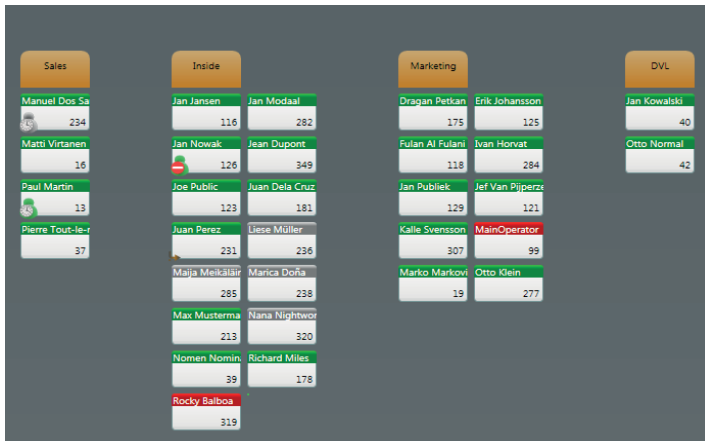 Sales
Inside
Marketing
DVL
Manuel Dos Sa
234
Matti Virtanen
16
Paul Martin
13
Pierre Tout-le-r
37
Jan Jansen
116
Jan Modaal
282
Jan Nowak
126
Jean Dupont
349
Joe Public
123
Juan Dela Cruz
181
Juan Perez
231
Liese Müller
236
Maija Meikäläin
285
Marica Doña
238
Max Musterma
213
Nana Nightwor
320
Nomen Nomin
39
Richard Miles
178
Rocky Balboa
319
Dragan Petkan
175
Erik Johansson
125
Fulan Al Fulani
118
Ivan Horvat
284
Jan Publiek
129
Jef Van Pijperze
121
Kalle Svensson
307
MainOperator
99
Marko Markovi
19
Otto Klein
277
Jan Kowalski
40
Otto Normal
42